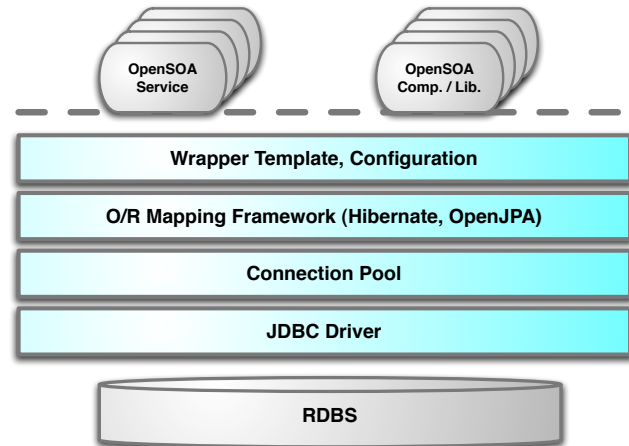 OpenSOA
Service
OpenSOA
Comp. / Lib.
Wrapper Template, Configuration
O/R Mapping Framework (Hibernate, OpenJPA)
Connection Pool
JDBC Driver
RDBS